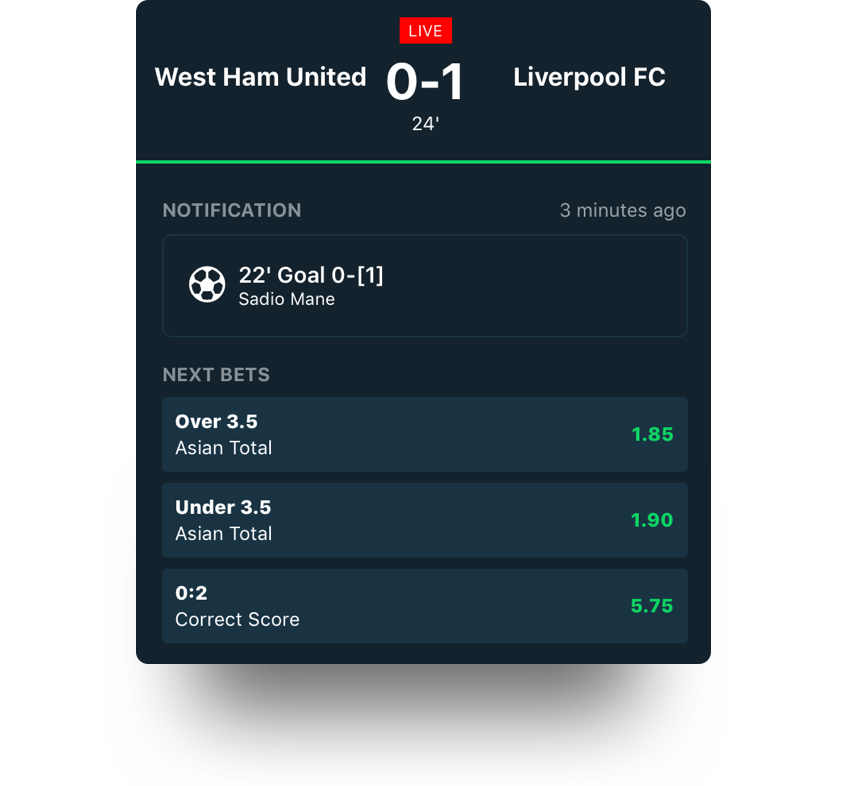 LIVE
West Ham United 0-1 Liverpool FC
24'
NOTIFICATION 3 minutes ago
22' Goal 0-[1]
Sadio Mane
NEXT BETS
Over 3.5
Asian Total
1.85
Under 3.5
Asian Total
1.90
0:2
Correct Score
5.75